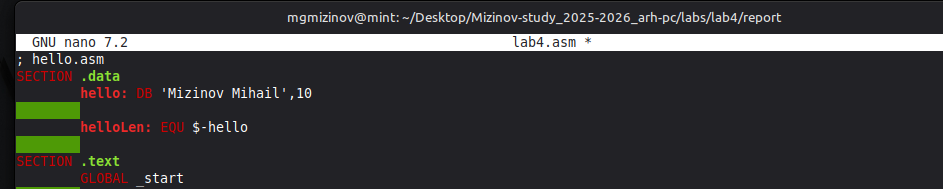 mgmizinov@mint: ~/Desktop/Mizinov-study_2025-2026_arh-pc/labs/lab4/report
GNU nano 7.2 lab4.asm *
; hello.asm
SECTION .data
hello: DB 'Mizinov Mihail',10
helloLen: EQU $-hello
SECTION .text
GLOBAL _start